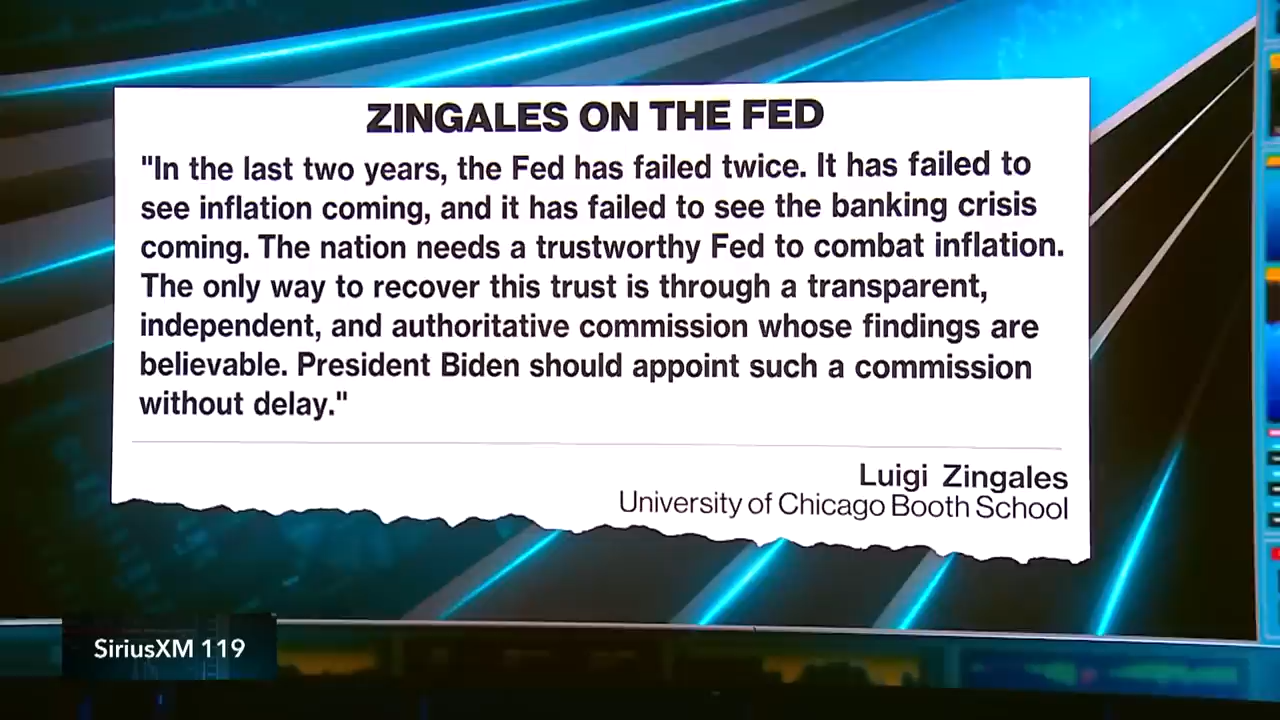 ZINGALES ON THE FED
"In the last two years, the Fed has failed twice. It has failed to
see inflation coming, and it has failed to see the banking crisis
coming. The nation needs a trustworthy Fed to combat inflation.
The only way to recover this trust is through a transparent,
independent, and authoritative commission whose findings are
believable. President Biden should appoint such a commission
without delay."
Luigi Zingales
University of Chicago Booth School
SiriusXM 119